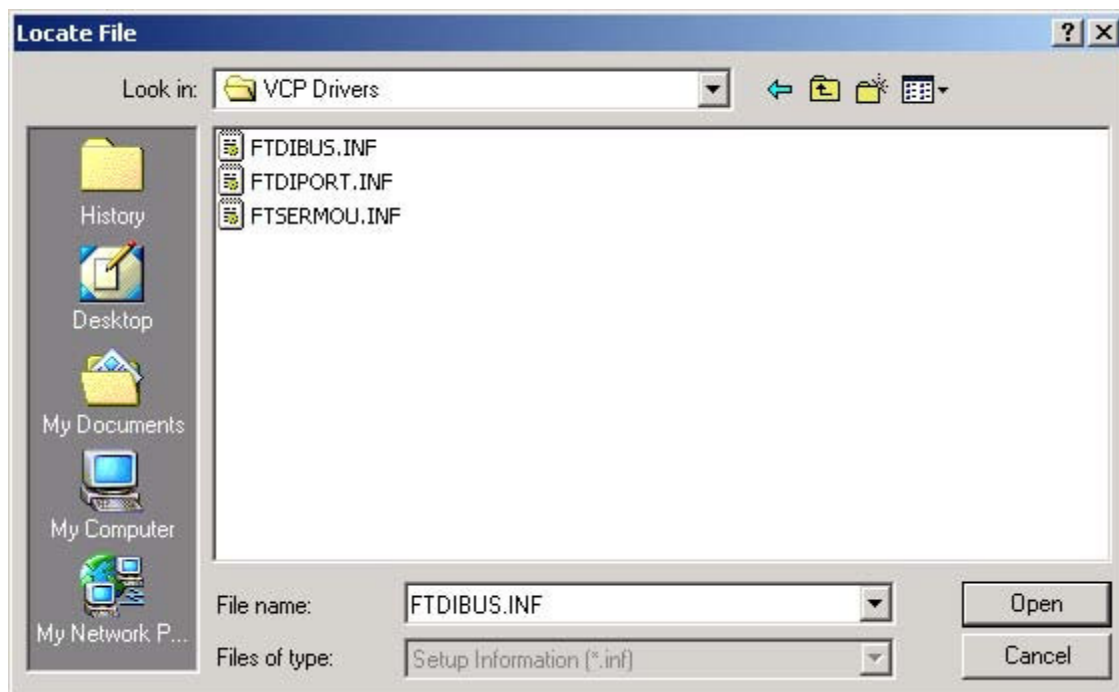 Locate File
Look in:
VCP Drivers
FTDIBUS.INF
FTDIPORT.INF
FTSERMOU.INF
History
Desktop
My Documents
My Computer
My Network P...
File name:
FTDIBUS.INF
Open
Files of type:
Setup Information (*.inf)
Cancel